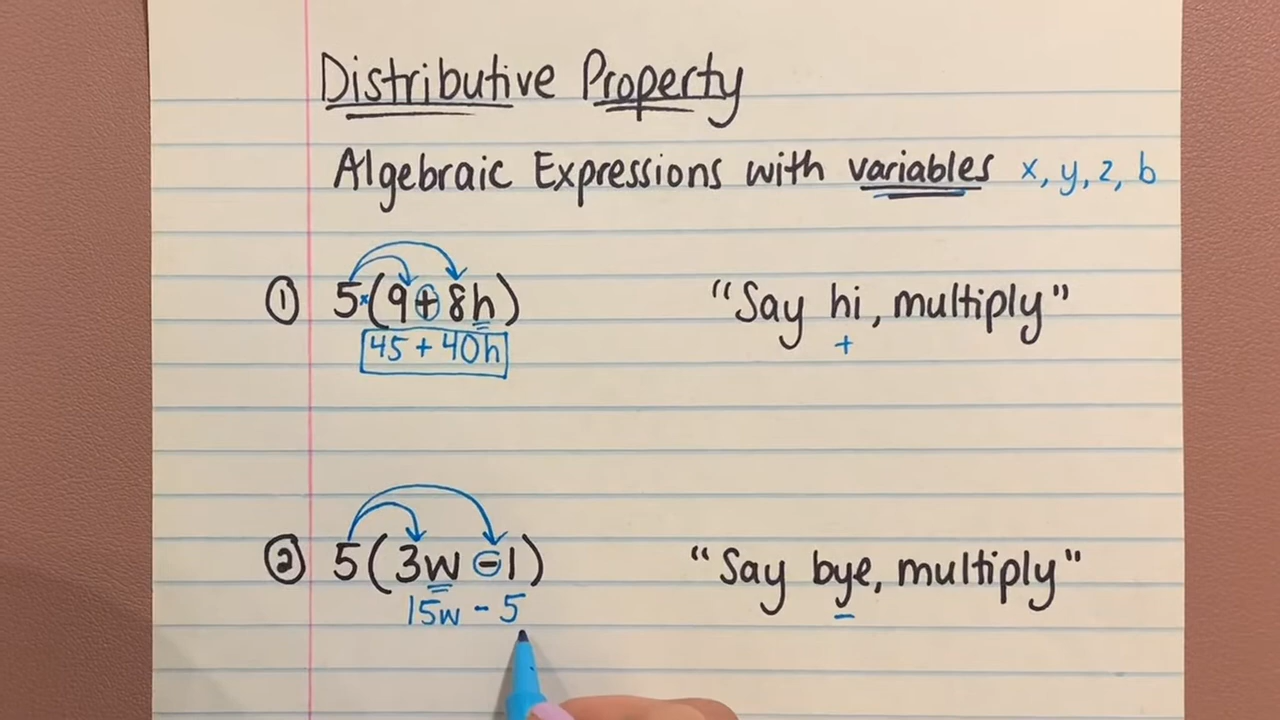 Distributive Property
Algebraic Expressions with variables x, y, z, b
① 5×(9+8h) "Say hi, multiply"
+
45 + 40h
② 5(3w-1) "Say bye, multiply"
15w - 5 -